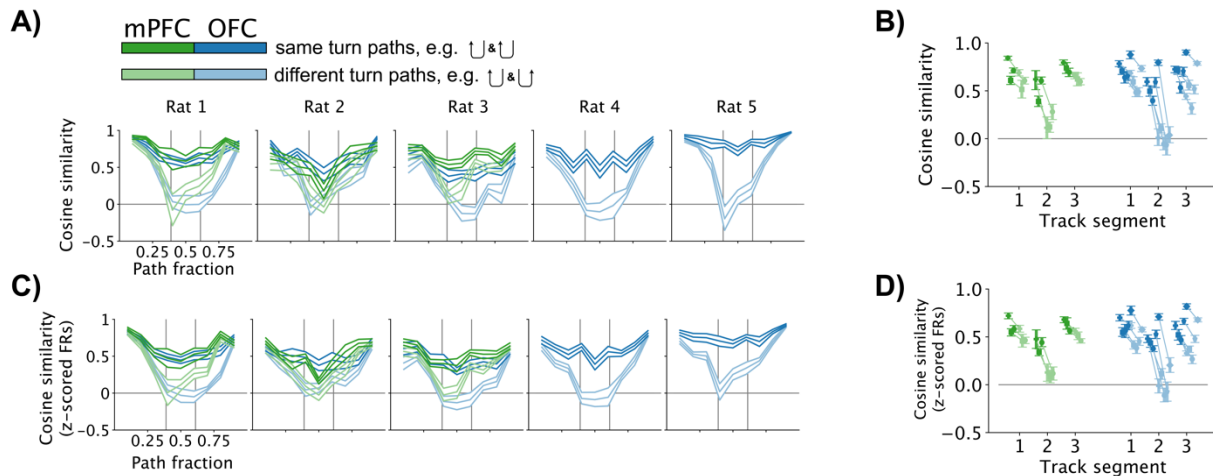 A)
mPFC OFC
same turn paths, e.g. &
different turn paths, e.g. &
Rat 1 Rat 2 Rat 3 Rat 4 Rat 5
Cosine similarity
1
0.5
0
-0.5
0.25 0.5 0.75
Path fraction
B)
Cosine similarity
1.0
0.5
0.0
-0.5
1 2 3 1 2 3
Track segment
C)
Cosine similarity
(z-scored FRs)
1
0.5
0
-0.5
0.25 0.5 0.75
Path fraction
D)
Cosine similarity
(z-scored FRs)
1.0
0.5
0.0
-0.5
1 2 3 1 2 3
Track segment